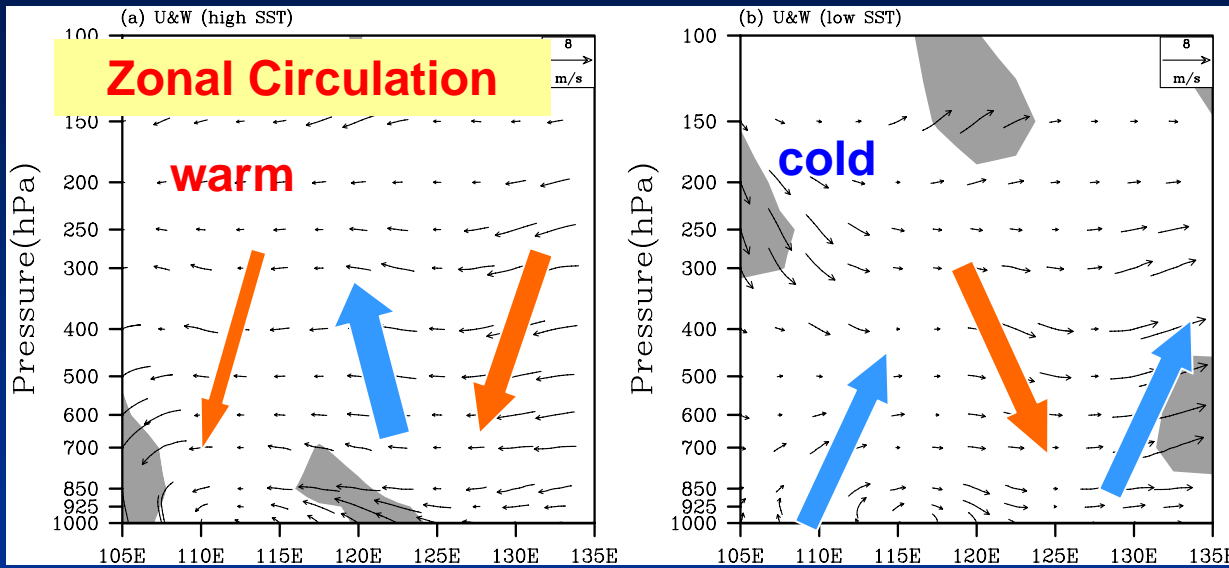 (a) U&W (high SST)
Zonal Circulation
8
m/s
warm
Pressure(hPa)
100
150
200
250
300
400
500
600
700
850
925
1000
105E 110E 115E 120E 125E 130E 135E
(b) U&W (low SST)
8
m/s
cold
Pressure(hPa)
100
150
200
250
300
400
500
600
700
850
925
1000
105E 110E 115E 120E 125E 130E 135E